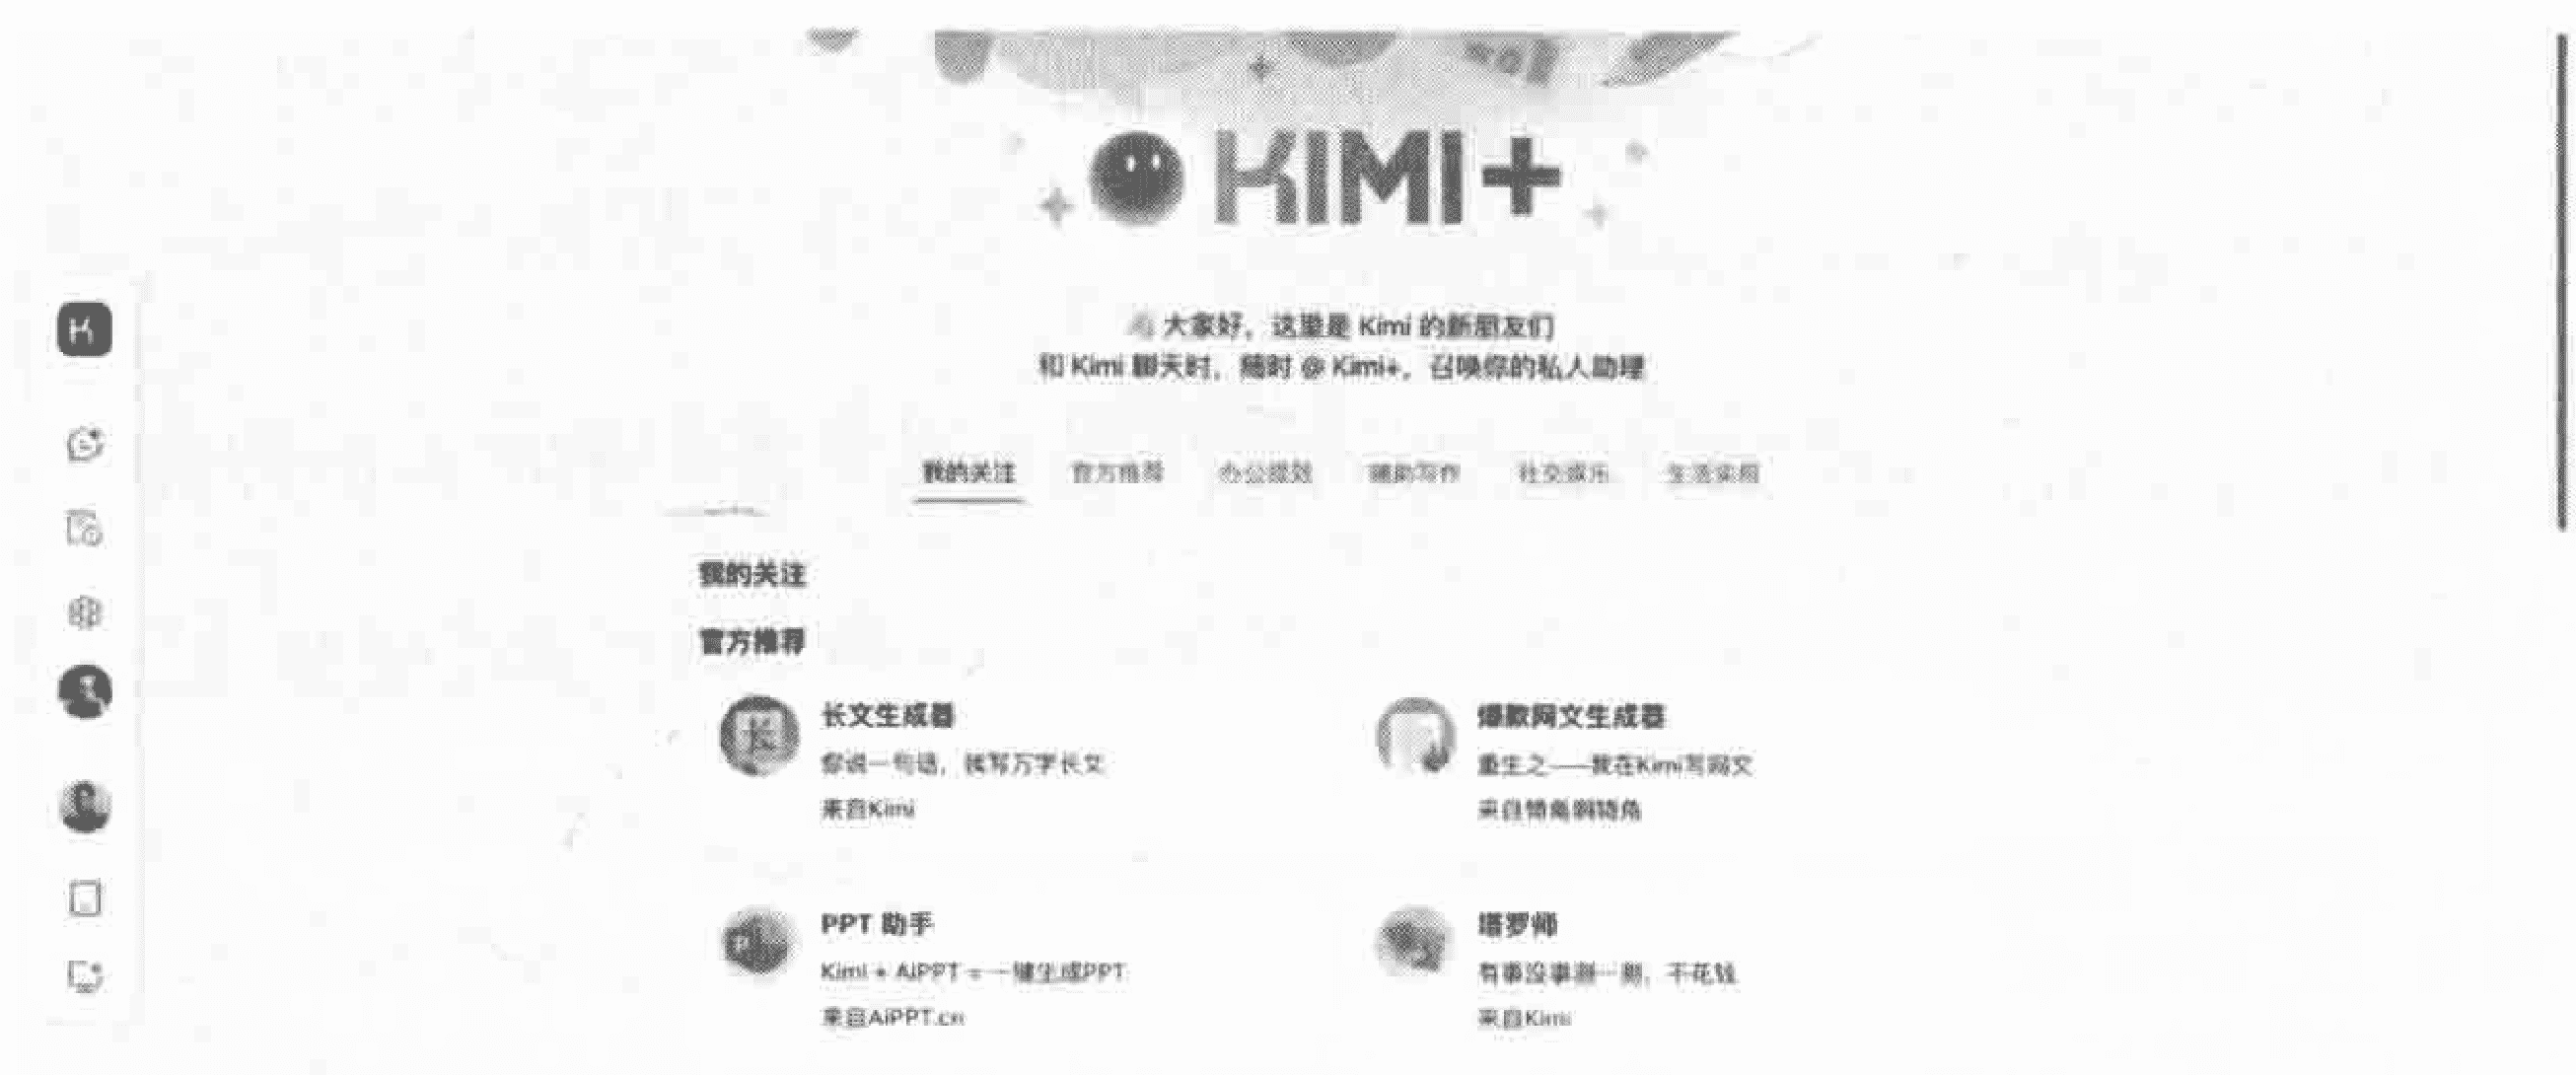 KIMI+
大家好，这里是 Kimi 的新朋友们
和 Kimi 聊天时，随时 @ Kimi+，召唤你的私人助理
我的关注 官方推荐 办公提效 辅助写作 社交娱乐 生活实用
我的关注
官方推荐
长文生成器
你说一句话，我写万字长文
来自Kimi
爆款网文生成器
重生之——我在Kimi写网文
来自犄角啊犄角
PPT 助手
Kimi + AiPPT = 一键生成PPT
来自AiPPT.cn
塔罗师
有事没事测一测，不花钱
来自Kimi